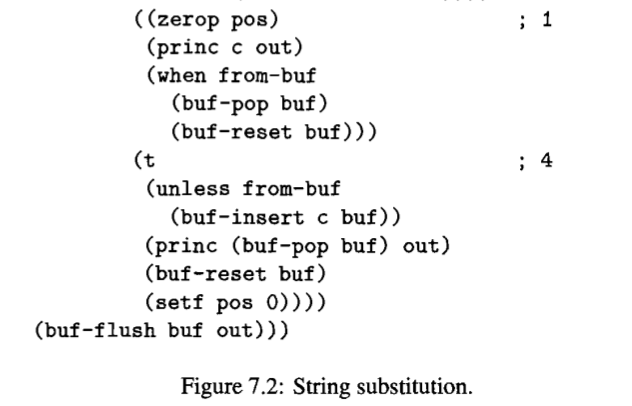 ((zerop pos) ; 1
(princ c out)
(when from-buf
(buf-pop buf)
(buf-reset buf)))
(t ; 4
(unless from-buf
(buf-insert c buf))
(princ (buf-pop buf) out)
(buf-reset buf)
(setf pos 0))))
(buf-flush buf out)))
Figure 7.2: String substitution.